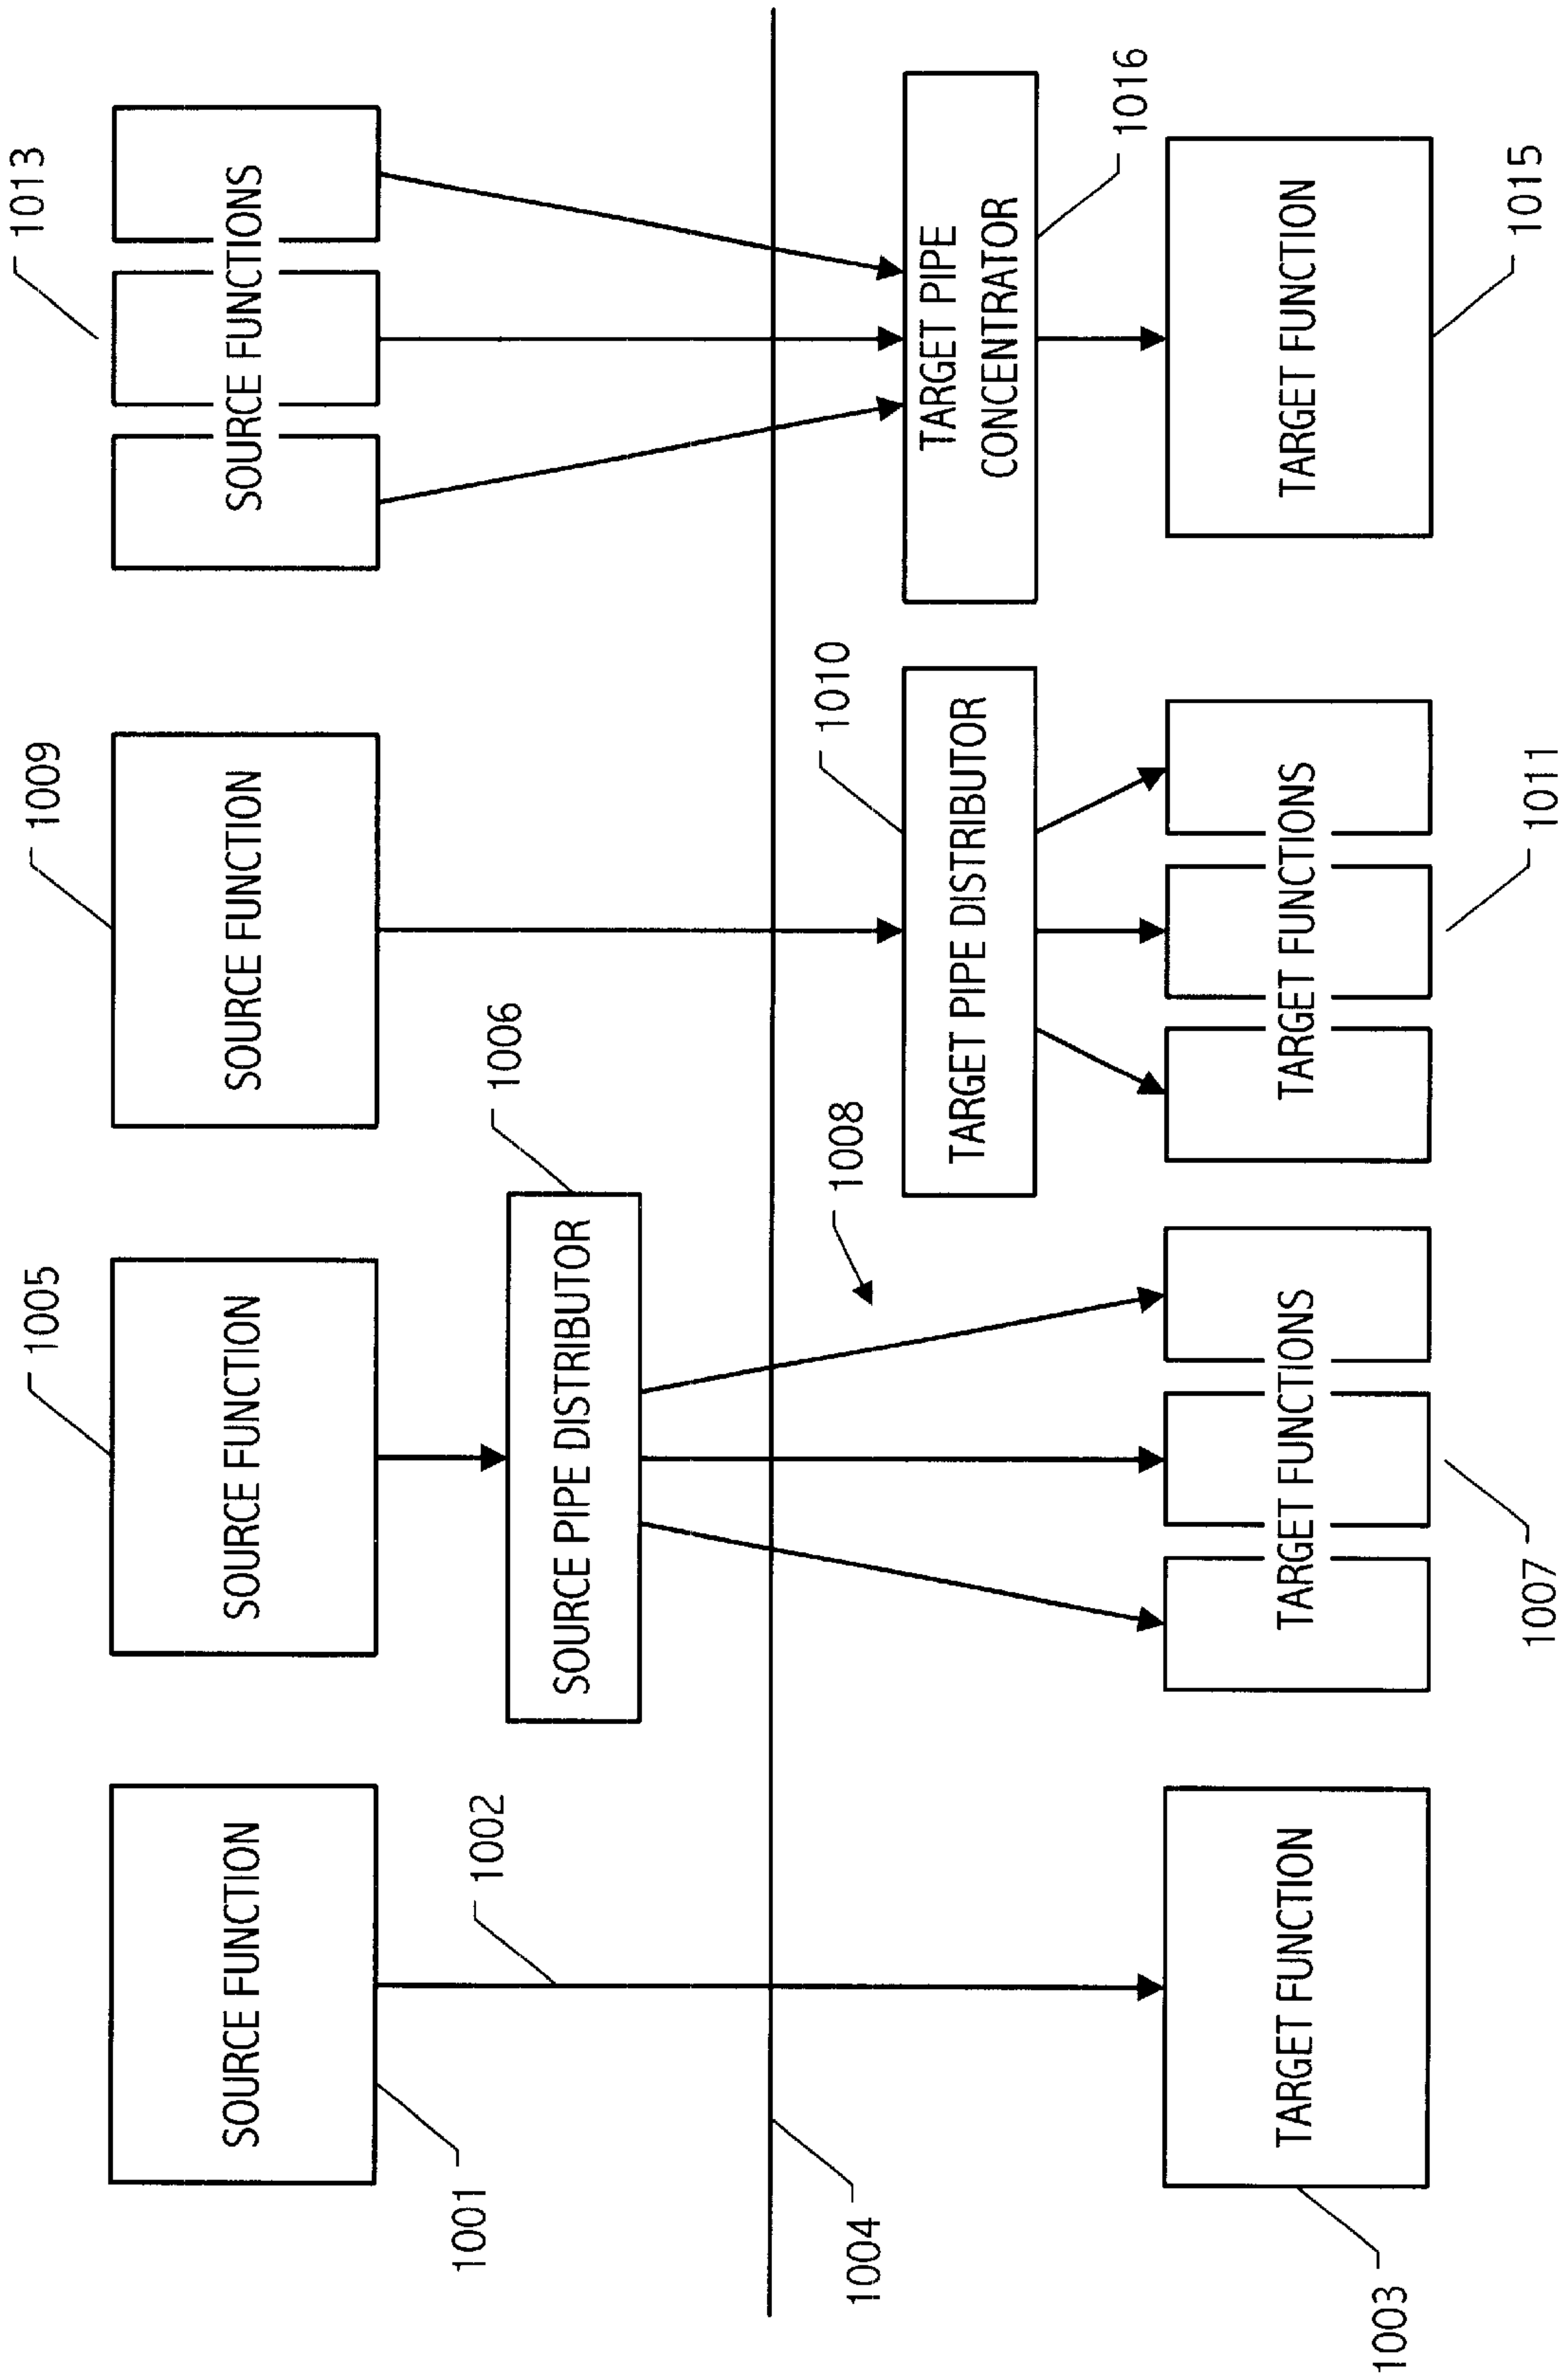 1001
SOURCE FUNCTION
1002
1004
1003
TARGET FUNCTION
1005
SOURCE FUNCTION
1006
SOURCE PIPE DISTRIBUTOR
1008
TARGET FUNCTIONS
1007
1009
SOURCE FUNCTION
1010
TARGET PIPE DISTRIBUTOR
TARGET FUNCTIONS
1011
1013
SOURCE FUNCTIONS
TARGET PIPE
CONCENTRATOR
1016
TARGET FUNCTION
1015